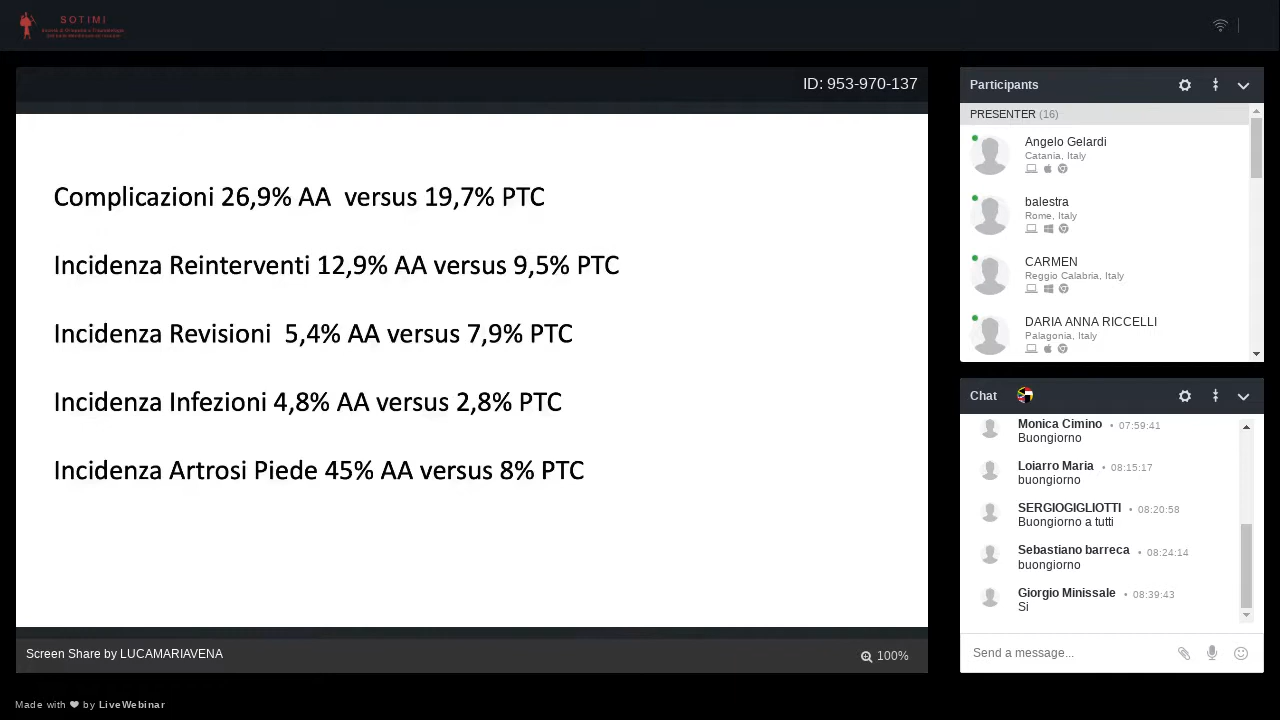 SOTIMI
ID: 953-970-137
Complicazioni 26,9% AA  versus 19,7% PTC
Incidenza Reinterventi 12,9% AA versus 9,5% PTC
Incidenza Revisioni  5,4% AA versus 7,9% PTC
Incidenza Infezioni 4,8% AA versus 2,8% PTC
Incidenza Artrosi Piede 45% AA versus 8% PTC
Screen Share by LUCAMARIAVENA
100%
Participants
PRESENTER (16)
Angelo Gelardi
Catania, Italy
balestra
Rome, Italy
CARMEN
Reggio Calabria, Italy
DARIA ANNA RICCELLI
Palagonia, Italy
Chat
Monica Cimino • 07:59:41
Buongiorno
Loiarro Maria • 08:15:17
buongiorno
SERGIOGIGLIOTTI • 08:20:58
Buongiorno a tutti
Sebastiano barreca • 08:24:14
buongiorno
Giorgio Minissale • 08:39:43
Si
Send a message...
Made with ❤ by LiveWebinar